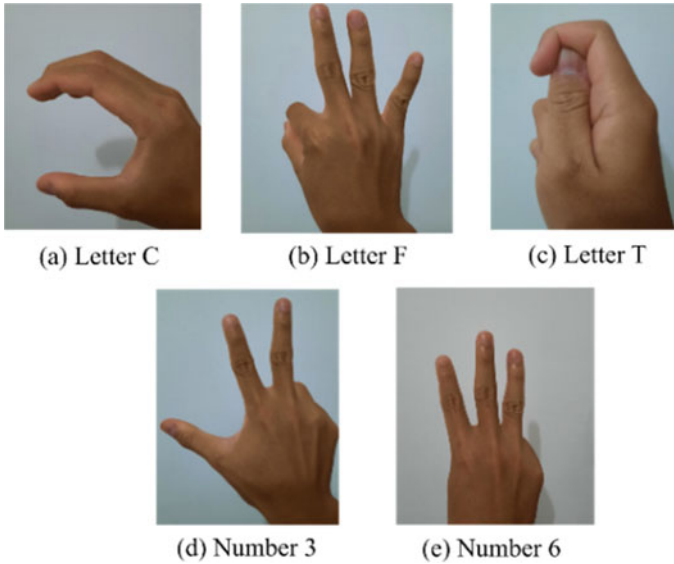 (a) Letter C
(b) Letter F
(c) Letter T
(d) Number 3
(e) Number 6